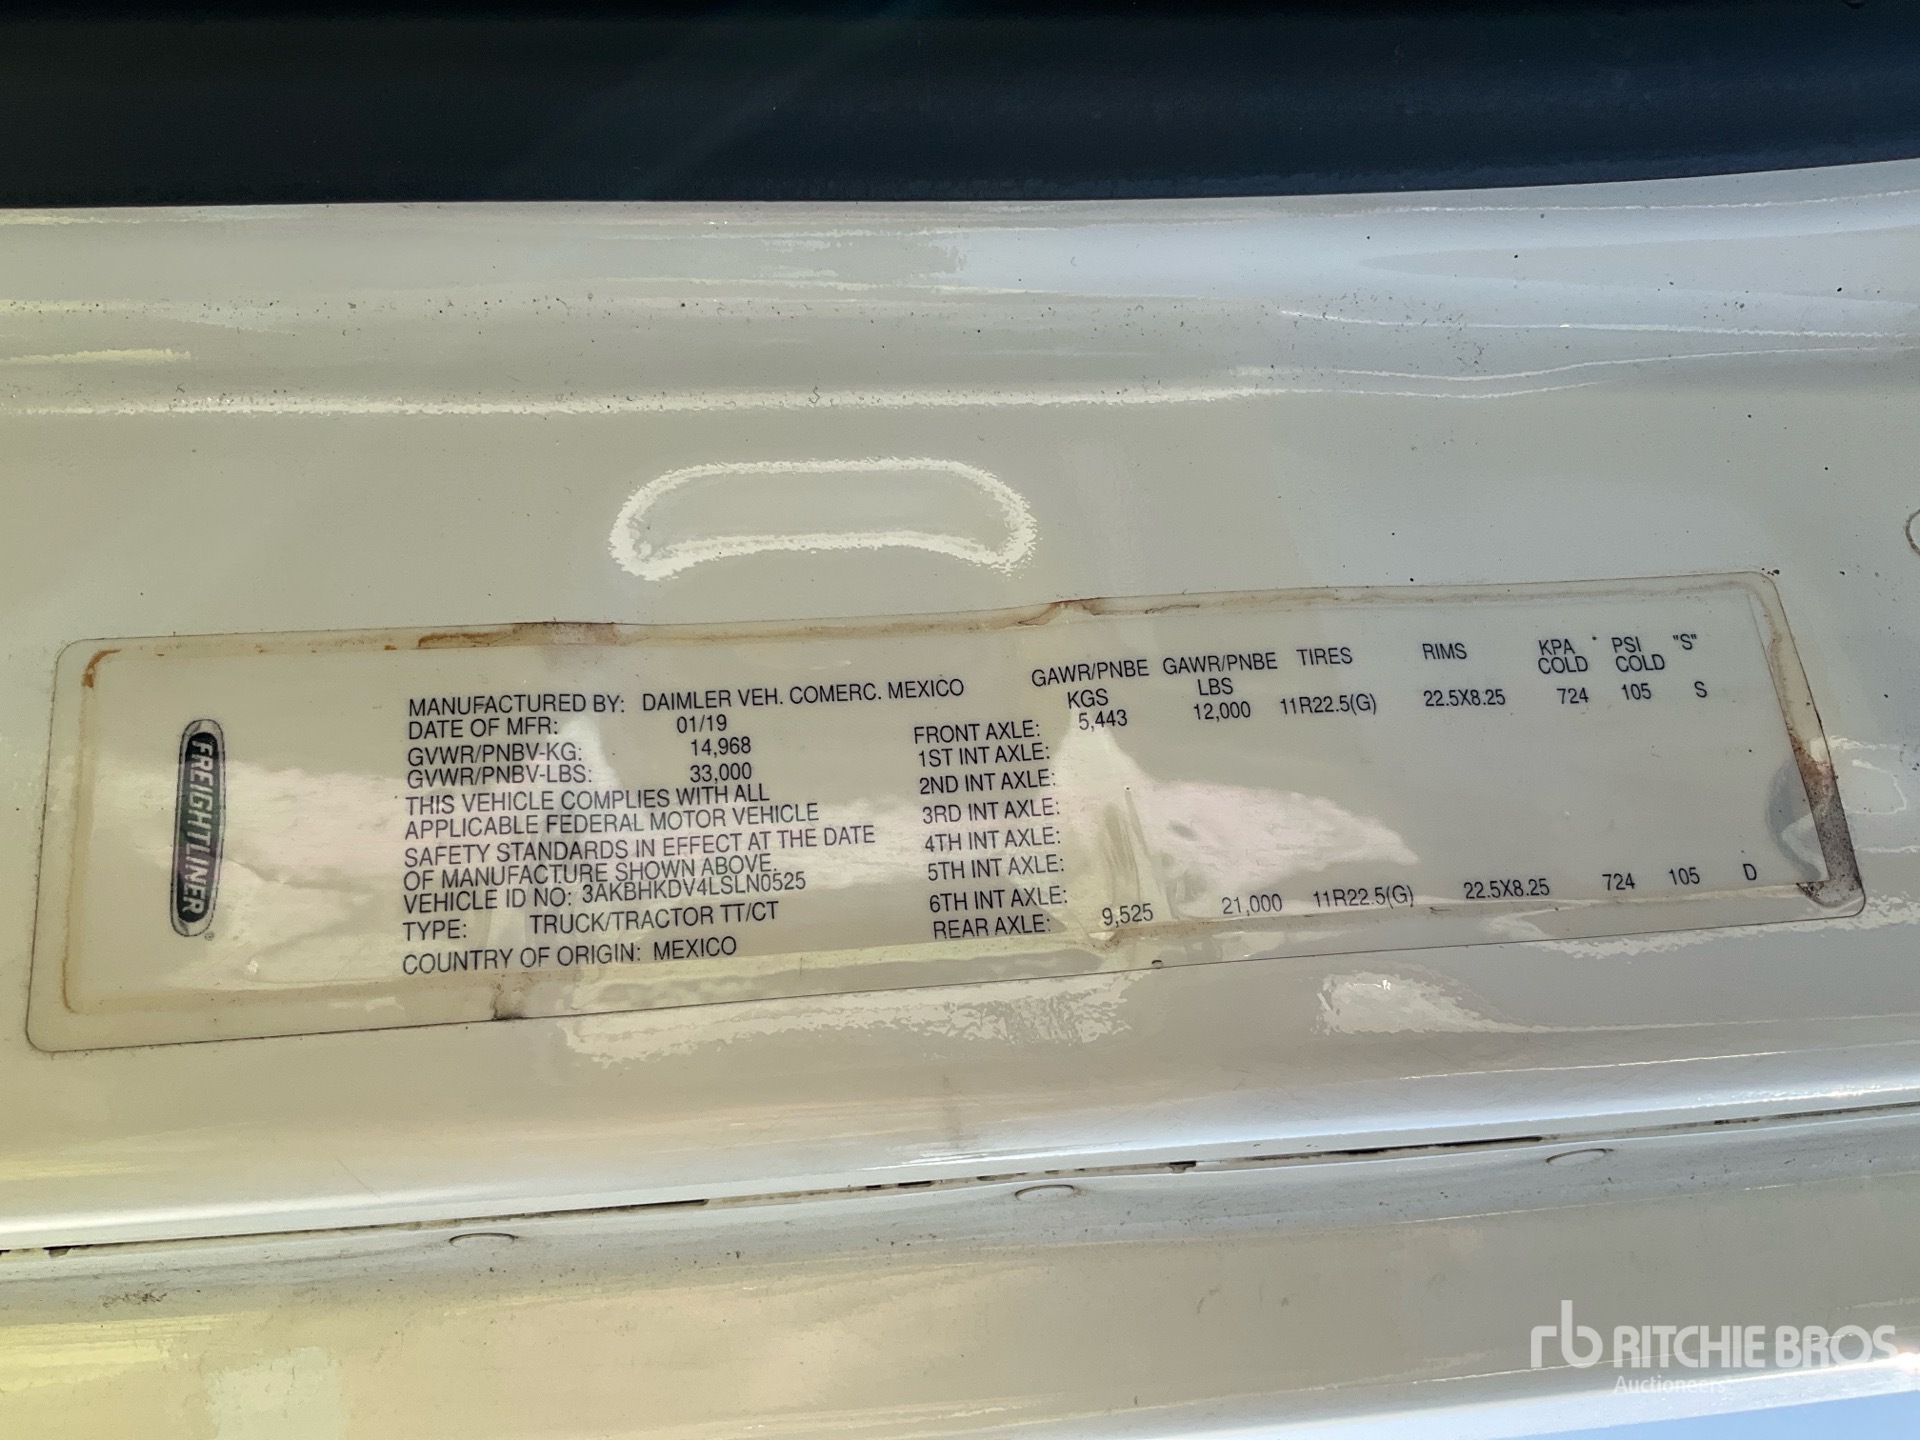 FREIGHTLINER
MANUFACTURED BY: DAIMLER VEH. COMERC. MEXICO
DATE OF MFR: 01/19
GVWR/PNBV-KG: 14,968
GVWR/PNBV-LBS: 33,000
THIS VEHICLE COMPLIES WITH ALL
APPLICABLE FEDERAL MOTOR VEHICLE
SAFETY STANDARDS IN EFFECT AT THE DATE
OF MANUFACTURE SHOWN ABOVE.
VEHICLE ID NO: 3AKBHKDV4LSLN0525
TYPE: TRUCK/TRACTOR TT/CT
COUNTRY OF ORIGIN: MEXICO
GAWR/PNBE GAWR/PNBE TIRES RIMS KPA PSI "S"
KGS LBS COLD COLD
FRONT AXLE: 5,443 12,000 11R22.5(G) 22.5X8.25 724 105 S
1ST INT AXLE:
2ND INT AXLE:
3RD INT AXLE:
4TH INT AXLE:
5TH INT AXLE:
6TH INT AXLE:
REAR AXLE: 9,525 21,000 11R22.5(G) 22.5X8.25 724 105 D
rb RITCHIE BROS
Auctioneers